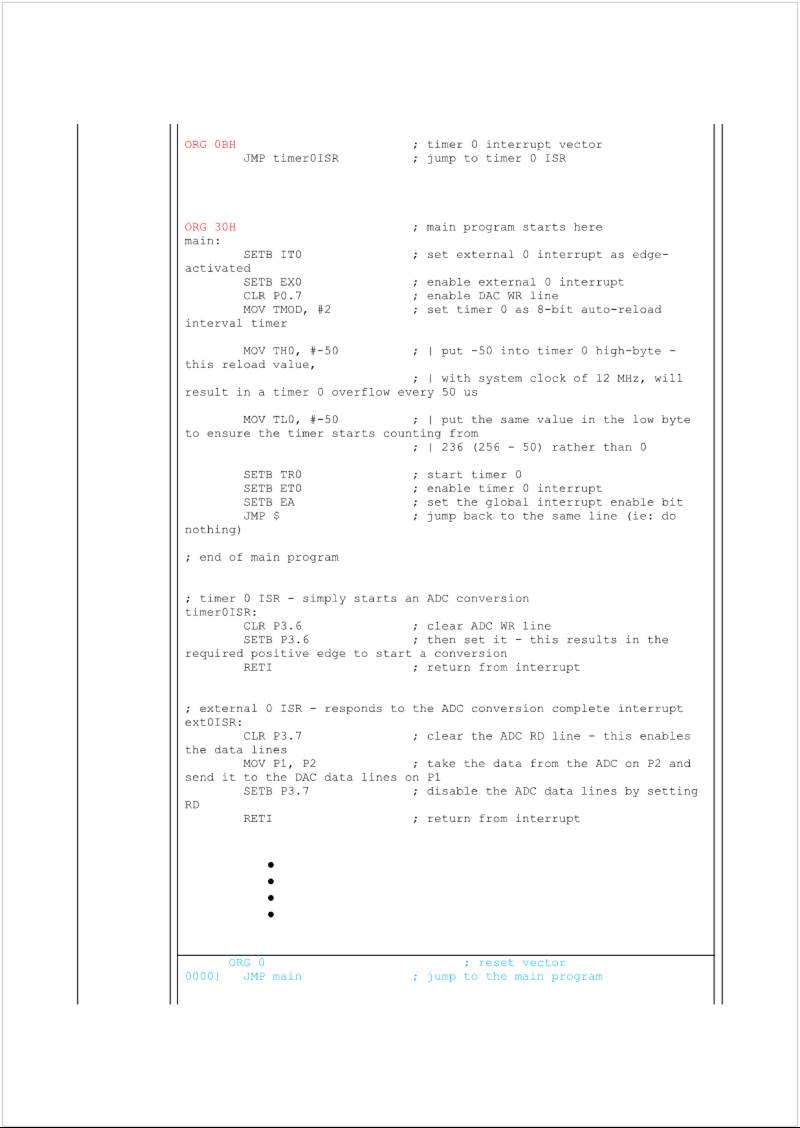 ORG 0BH ; timer 0 interrupt vector
JMP timer0ISR ; jump to timer 0 ISR
ORG 30H ; main program starts here
main:
SETB IT0 ; set external 0 interrupt as edge-
activated
SETB EX0 ; enable external 0 interrupt
CLR P0.7 ; enable DAC WR line
MOV TMOD, #2 ; set timer 0 as 8-bit auto-reload
interval timer
MOV TH0, #-50 ; | put -50 into timer 0 high-byte -
this reload value,
; | with system clock of 12 MHz, will
result in a timer 0 overflow every 50 us
MOV TL0, #-50 ; | put the same value in the low byte
to ensure the timer starts counting from
; | 236 (256 - 50) rather than 0
SETB TR0 ; start timer 0
SETB ET0 ; enable timer 0 interrupt
SETB EA ; set the global interrupt enable bit
JMP $ ; jump back to the same line (ie: do
nothing)
; end of main program
; timer 0 ISR - simply starts an ADC conversion
timer0ISR:
CLR P3.6 ; clear ADC WR line
SETB P3.6 ; then set it - this results in the
required positive edge to start a conversion
RETI ; return from interrupt
; external 0 ISR - responds to the ADC conversion complete interrupt
ext0ISR:
CLR P3.7 ; clear the ADC RD line - this enables
the data lines
MOV P1, P2 ; take the data from the ADC on P2 and
send it to the DAC data lines on P1
SETB P3.7 ; disable the ADC data lines by setting
RD
RETI ; return from interrupt
ORG 0 ; reset vector
0000| JMP main ; jump to the main program